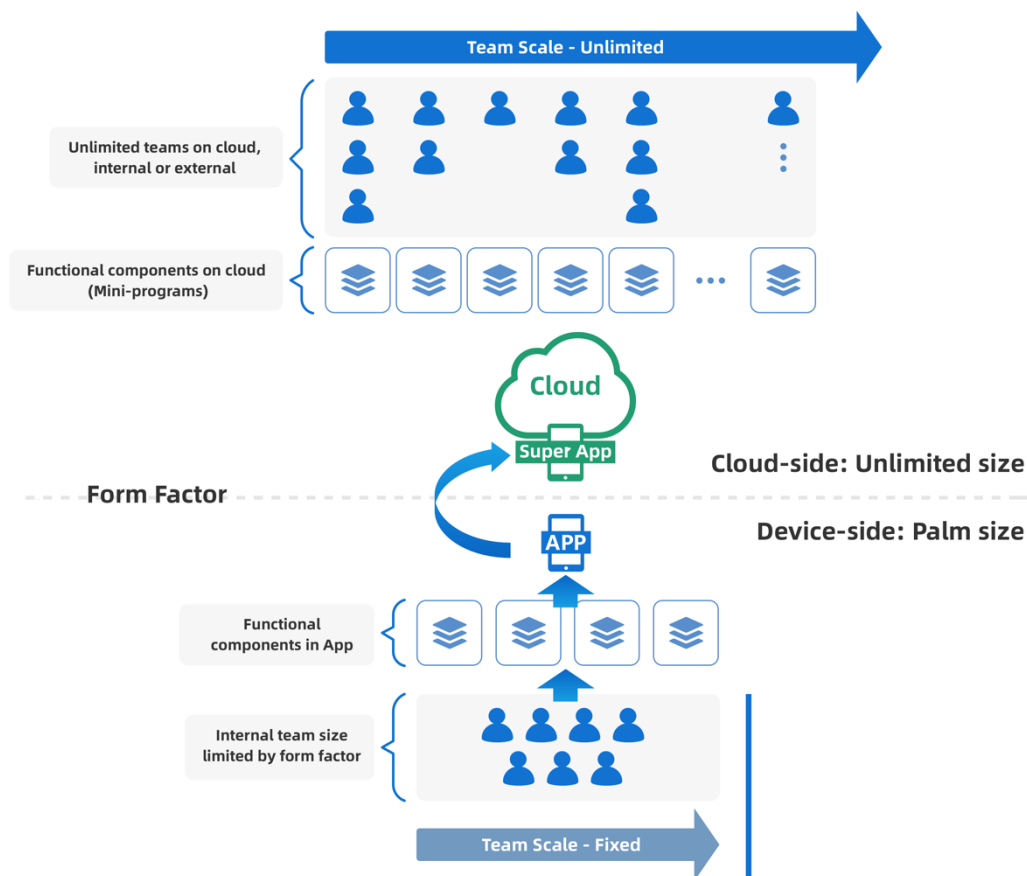 Team Scale - Unlimited
Unlimited teams on cloud,
internal or external
Functional components on cloud
(Mini-programs)
Cloud
Super App
Cloud-side: Unlimited size
Form Factor
Device-side: Palm size
APP
Functional
components in App
Internal team size
limited by form factor
Team Scale - Fixed